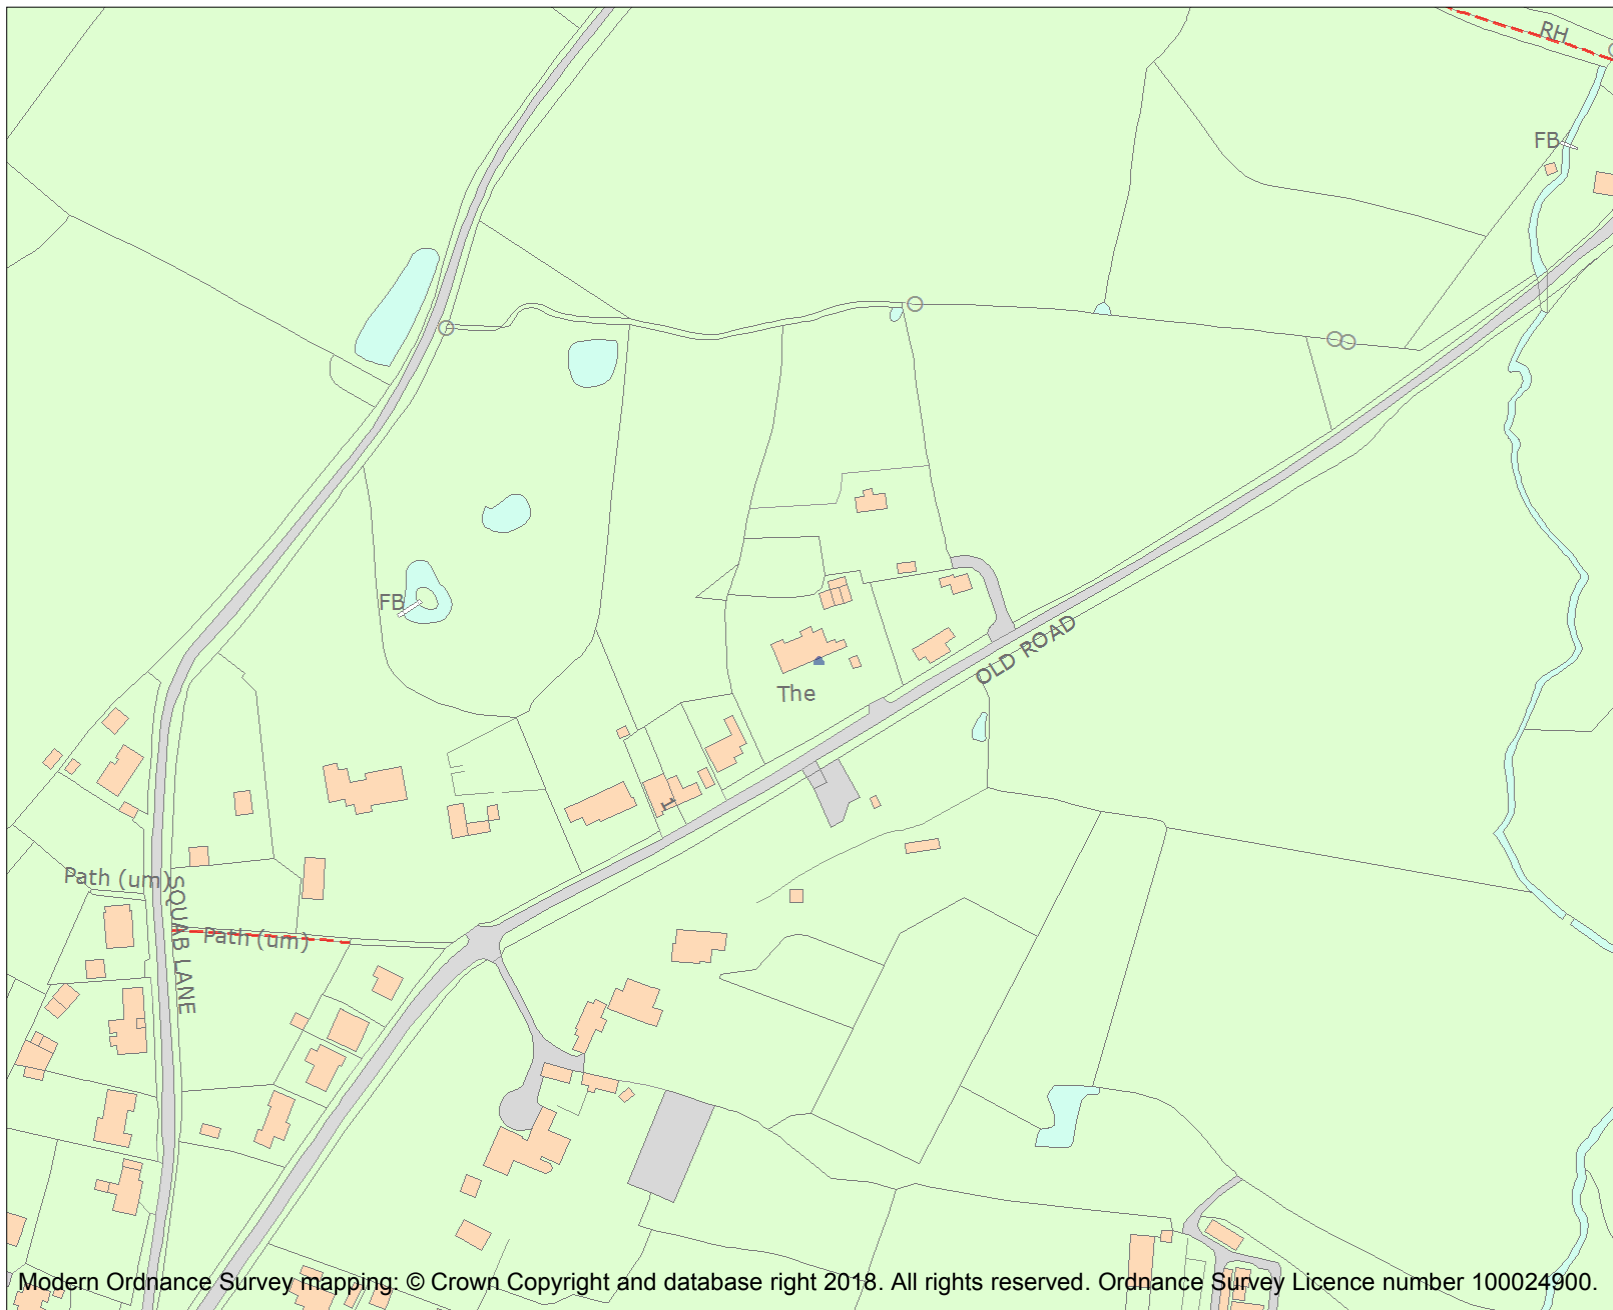 RH
FB
FB
OLD ROAD
The
1
Path (um)
SQUAB LANE
Path (um)
Modern Ordnance Survey mapping: © Crown Copyright and database right 2018. All rights reserved. Ordnance Survey Licence number 100024900.